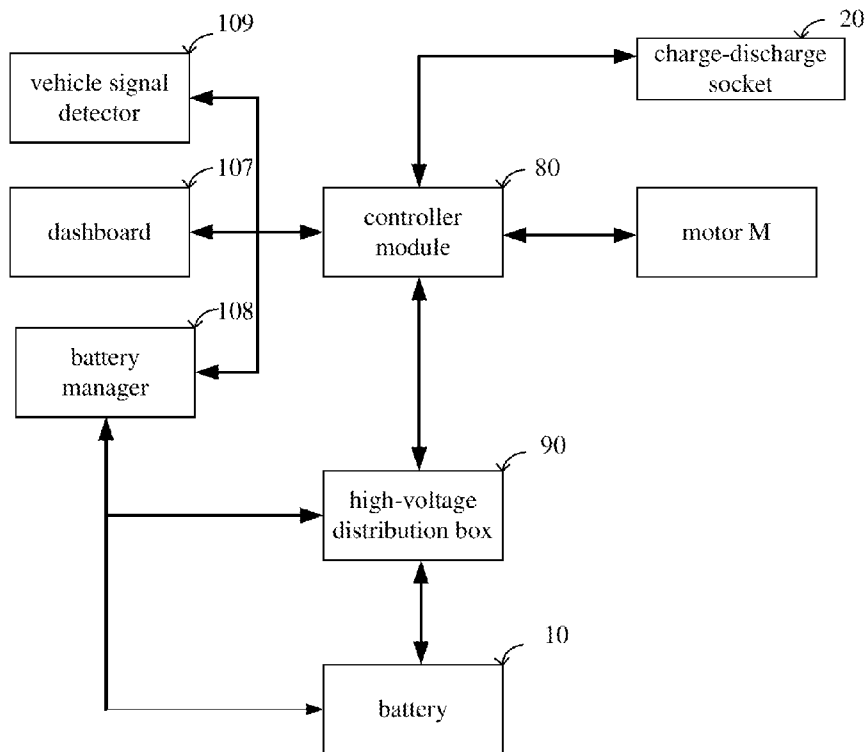 109
20
vehicle signal
detector
charge-discharge
socket
107
80
dashboard
controller
module
motor M
108
battery
manager
90
high-voltage
distribution box
10
battery